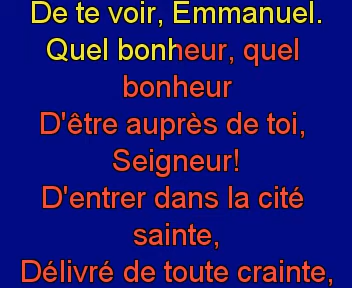 De te voir, Emmanuel.
Quel bonheur, quel
bonheur
D'être auprès de toi,
Seigneur!
D'entrer dans la cité
sainte,
Délivré de toute crainte,